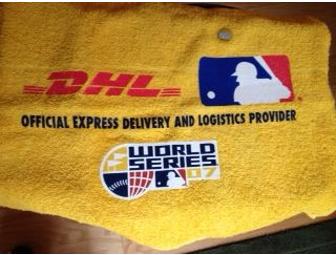 DHL
OFFICIAL EXPRESS DELIVERY AND LOGISTICS PROVIDER
WORLD
SERIES
07